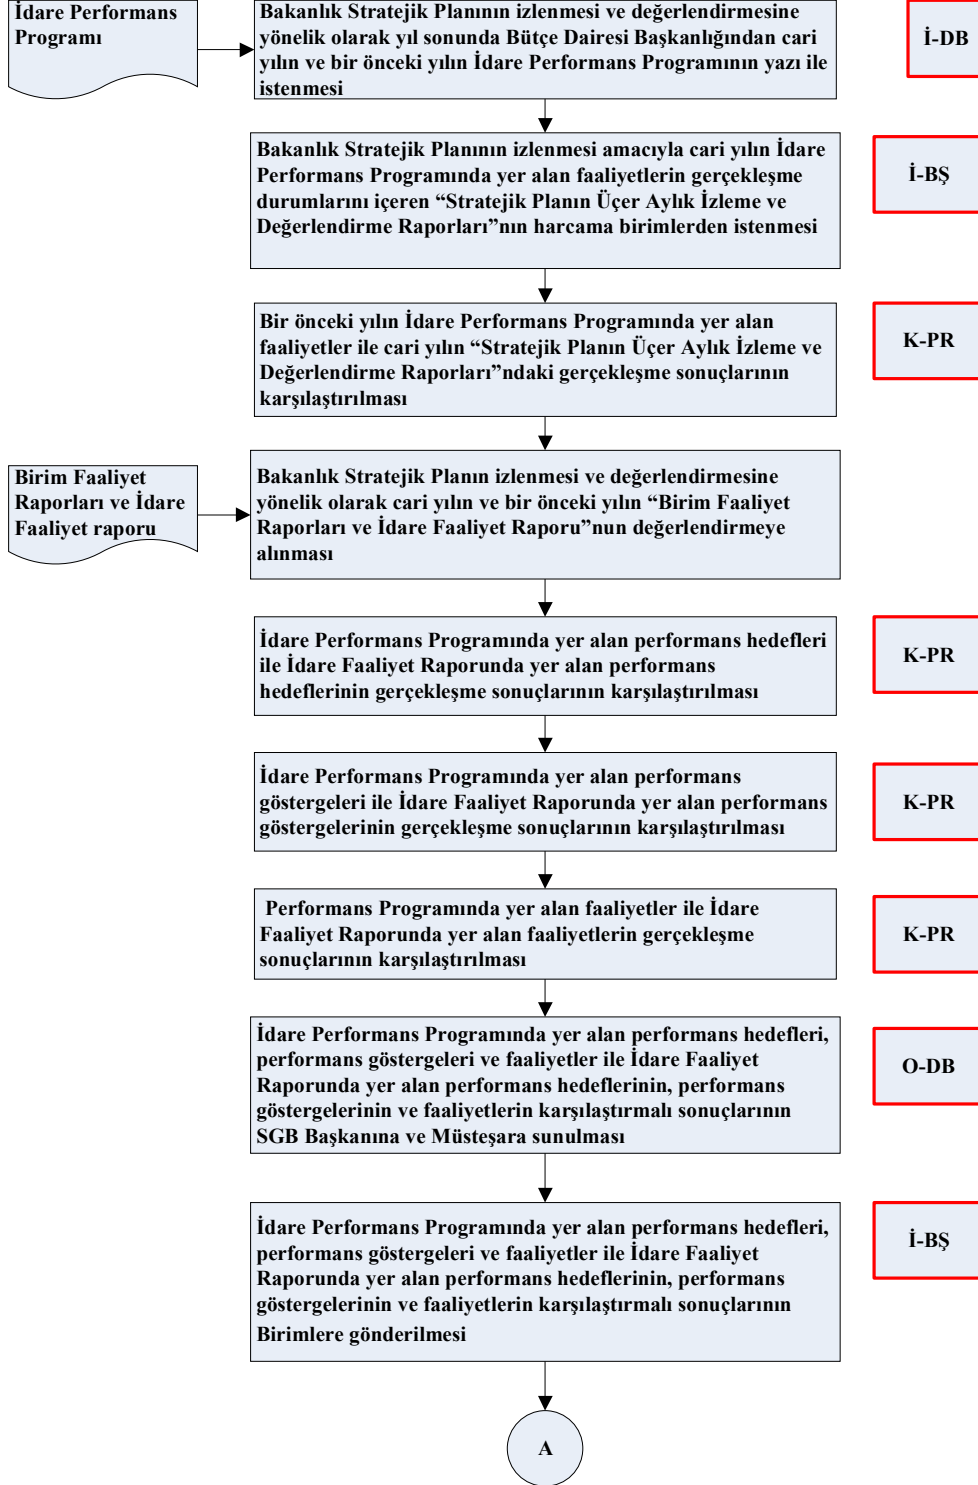 İdare Performans
Programı
Bakanlık Stratejik Planının izlenmesi ve değerlendirmesine
yönelik olarak yıl sonunda Bütçe Dairesi Başkanlığından cari
yılın ve bir önceki yılın İdare Performans Programının yazı ile
istenmesi
İ-DB
Bakanlık Stratejik Planının izlenmesi amacıyla cari yılın İdare
Performans Programında yer alan faaliyetlerin gerçekleşme
durumlarını içeren “Stratejik Planın Üçer Aylık İzleme ve
Değerlendirme Raporları”nın harcama birimlerden istenmesi
İ-BŞ
Bir önceki yılın İdare Performans Programında yer alan
faaliyetler ile cari yılın “Stratejik Planın Üçer Aylık İzleme ve
Değerlendirme Raporları”ndaki gerçekleşme sonuçlarının
karşılaştırılması
K-PR
Birim Faaliyet
Raporları ve İdare
Faaliyet raporu
Bakanlık Stratejik Planın izlenmesi ve değerlendirmesine
yönelik olarak cari yılın ve bir önceki yılın “Birim Faaliyet
Raporları ve İdare Faaliyet Raporu”nun değerlendirmeye
alınması
İdare Performans Programında yer alan performans hedefleri
ile İdare Faaliyet Raporunda yer alan performans
hedeflerinin gerçekleşme sonuçlarının karşılaştırılması
K-PR
İdare Performans Programında yer alan performans
göstergeleri ile İdare Faaliyet Raporunda yer alan performans
göstergelerinin gerçekleşme sonuçlarının karşılaştırılması
K-PR
Performans Programında yer alan faaliyetler ile İdare
Faaliyet Raporunda yer alan faaliyetlerin gerçekleşme
sonuçlarının karşılaştırılması
K-PR
İdare Performans Programında yer alan performans hedefleri,
performans göstergeleri ve faaliyetler ile İdare Faaliyet
Raporunda yer alan performans hedeflerinin, performans
göstergelerinin ve faaliyetlerin karşılaştırmalı sonuçlarının
SGB Başkanına ve Müsteşara sunulması
O-DB
İdare Performans Programında yer alan performans hedefleri,
performans göstergeleri ve faaliyetler ile İdare Faaliyet
Raporunda yer alan performans hedeflerinin, performans
göstergelerinin ve faaliyetlerin karşılaştırmalı sonuçlarının
Birimlere gönderilmesi
İ-BŞ
A